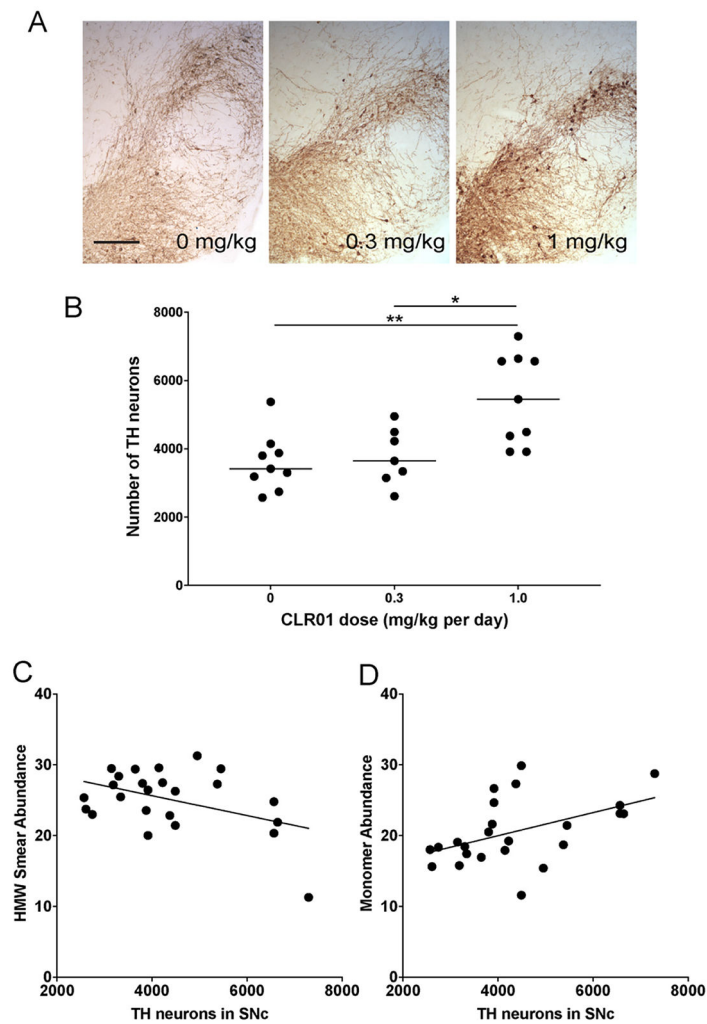 A
0 mg/kg
0.3 mg/kg
1 mg/kg
B
*
**
8000
6000
4000
2000
0
Number of TH neurons
0
0.3
1.0
CLR01 dose (mg/kg per day)
C
40
30
20
10
0
HMW Smear Abundance
2000
4000
6000
8000
TH neurons in SNc
D
40
30
20
10
0
Monomer Abundance
2000
4000
6000
8000
TH neurons in SNc